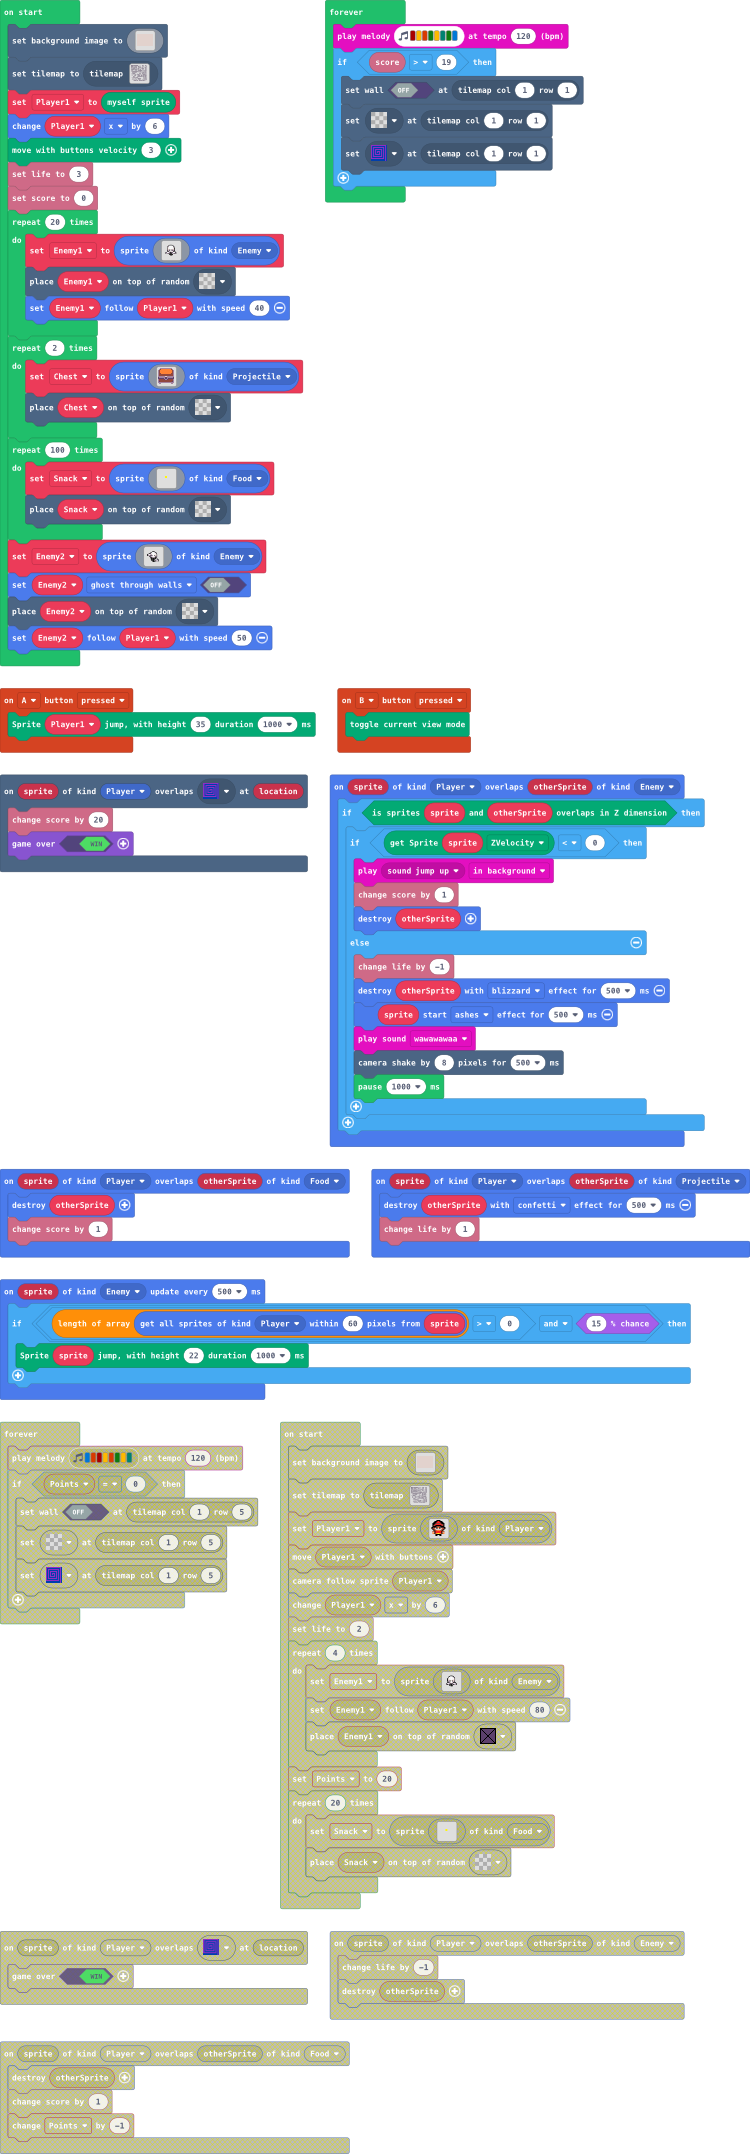 on start
set background image to
set tilemap to tilemap
set Player1 to myself sprite
change Player1 x by 6
move with buttons velocity 3
set life to 3
set score to 0
repeat 20 times
do
set Enemy1 to sprite of kind Enemy
place Enemy1 on top of random
set Enemy1 follow Player1 with speed 40
repeat 2 times
do
set Chest to sprite of kind Projectile
place Chest on top of random
repeat 100 times
do
set Snack to sprite of kind Food
place Snack on top of random
set Enemy2 to sprite of kind Enemy
set Enemy2 ghost through walls OFF
place Enemy2 on top of random
set Enemy2 follow Player1 with speed 50
forever
play melody at tempo 120 (bpm)
if score > 19 then
set wall OFF at tilemap col 1 row 1
set at tilemap col 1 row 1
set at tilemap col 1 row 1
on A button pressed
Sprite Player1 jump, with height 35 duration 1000 ms
on B button pressed
toggle current view mode
on sprite of kind Player overlaps at location
change score by 20
game over WIN
on sprite of kind Player overlaps otherSprite of kind Enemy
if is sprites sprite and otherSprite overlaps in Z dimension then
if get Sprite sprite ZVelocity < 0 then
play sound jump up in background
change score by 1
destroy otherSprite
else
change life by -1
destroy otherSprite with blizzard effect for 500 ms
sprite start ashes effect for 500 ms
play sound wawawawaa
camera shake by 8 pixels for 500 ms
pause 1000 ms
on sprite of kind Player overlaps otherSprite of kind Food
destroy otherSprite
change score by 1
on sprite of kind Player overlaps otherSprite of kind Projectile
destroy otherSprite with confetti effect for 500 ms
change life by 1
on sprite of kind Enemy update every 500 ms
if length of array get all sprites of kind Player within 60 pixels from sprite > 0 and 15 % chance then
Sprite sprite jump, with height 22 duration 1000 ms
forever
play melody at tempo 120 (bpm)
if Points = 0 then
set wall OFF at tilemap col 1 row 5
set at tilemap col 1 row 5
set at tilemap col 1 row 5
on start
set background image to
set tilemap to tilemap
set Player1 to sprite of kind Player
move Player1 with buttons
camera follow sprite Player1
change Player1 x by 6
set life to 2
repeat 4 times
do
set Enemy1 to sprite of kind Enemy
set Enemy1 follow Player1 with speed 80
place Enemy1 on top of random
set Points to 20
repeat 20 times
do
set Snack to sprite of kind Food
place Snack on top of random
on sprite of kind Player overlaps at location
game over WIN
on sprite of kind Player overlaps otherSprite of kind Enemy
change life by -1
destroy otherSprite
on sprite of kind Player overlaps otherSprite of kind Food
destroy otherSprite
change score by 1
change Points by -1